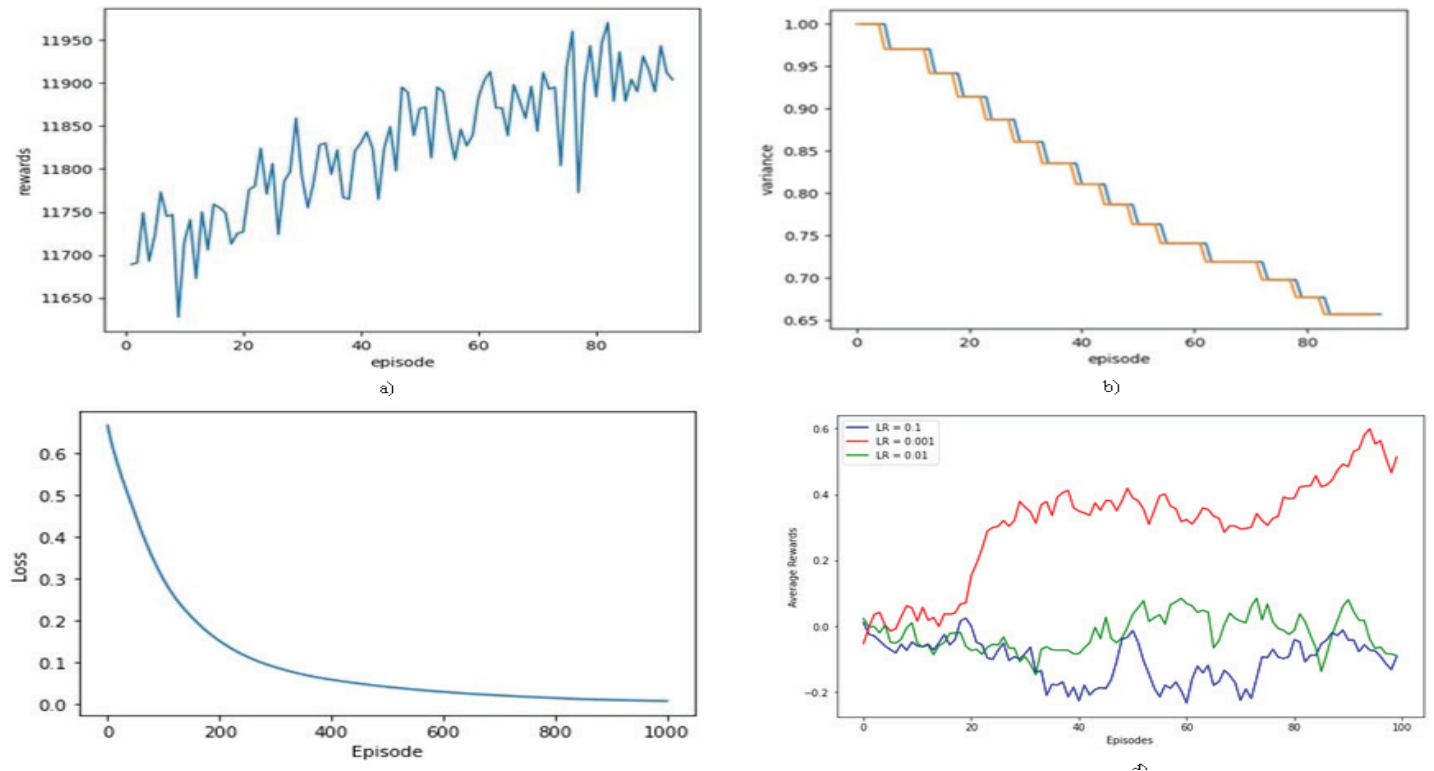 11950
11900
11850
11800
11750
11700
11650
rewards
0 20 40 60 80
episode
a)
1.00
0.95
0.90
0.85
0.80
0.75
0.70
0.65
variance
0 20 40 60 80
episode
b)
0.6
0.5
0.4
0.3
0.2
0.1
0.0
Loss
0 200 400 600 800 1000
Episode
LR = 0.1
LR = 0.001
LR = 0.01
0.6
0.4
0.2
0.0
−0.2
Average Rewards
0 20 40 60 80 100
Episodes
d)